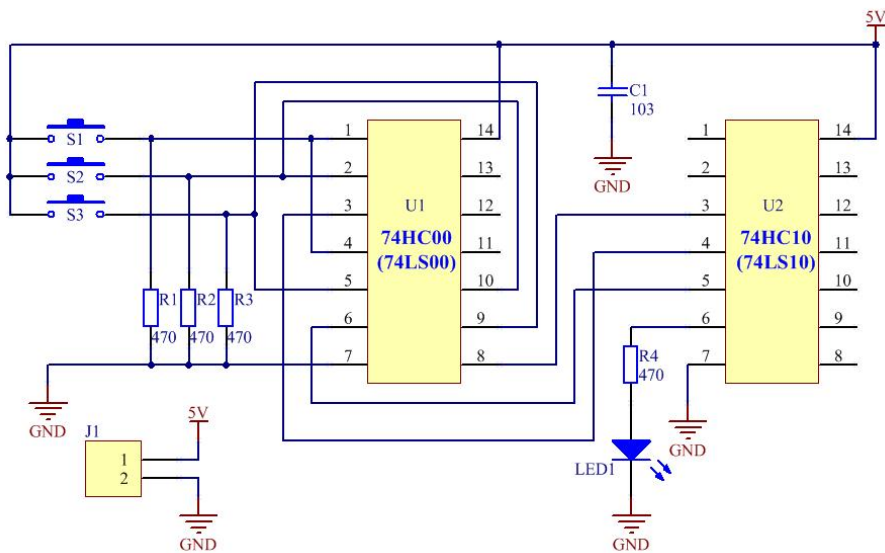 5V
C1
103
GND
S1
S2
S3
1
2
3
4
5
6
7
U1
74HC00
(74LS00)
14
13
12
11
10
9
8
1
2
3
4
5
6
7
U2
74HC10
(74LS10)
14
13
12
11
10
9
8
R1
470
R2
470
R3
470
R4
470
GND
GND
LED1
GND
J1
1
2
5V
GND